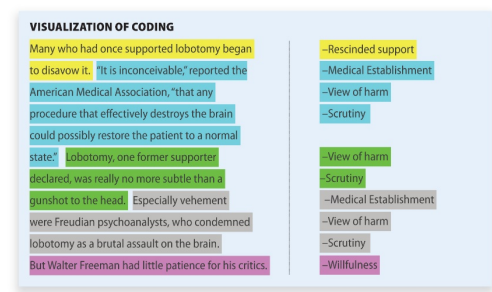 VISUALIZATION OF CODING
Many who had once supported lobotomy began
to disavow it. "It is inconceivable," reported the
American Medical Association, "that any
procedure that effectively destroys the brain
could possibly restore the patient to a normal
state." Lobotomy, one former supporter
declared, was really no more subtle than a
gunshot to the head. Especially vehement
were Freudian psychoanalysts, who condemned
lobotomy as a brutal assault on the brain.
But Walter Freeman had little patience for his critics.
–Rescinded support
–Medical Establishment
–View of harm
–Scrutiny
–View of harm
–Scrutiny
–Medical Establishment
–View of harm
–Scrutiny
–Willfulness